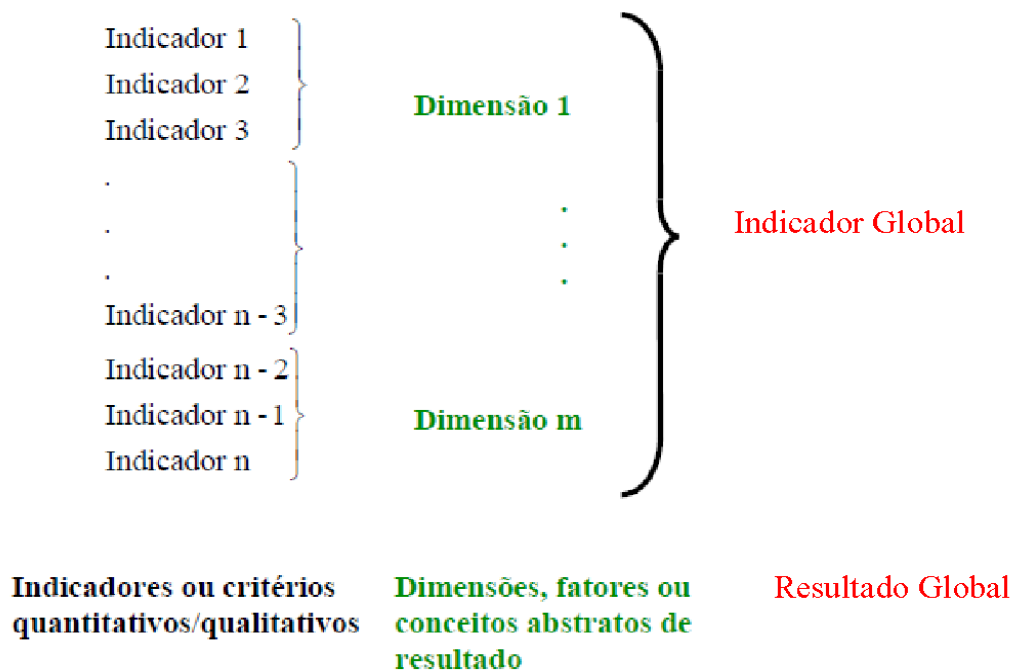 Indicador 1
Indicador 2
Indicador 3
Dimensão 1
.
.
.
Indicador n - 3
.
.
.
Indicador Global
Indicador n - 2
Indicador n - 1
Indicador n
Dimensão m
Indicadores ou critérios
quantitativos/qualitativos
Dimensões, fatores ou
conceitos abstratos de
resultado
Resultado Global